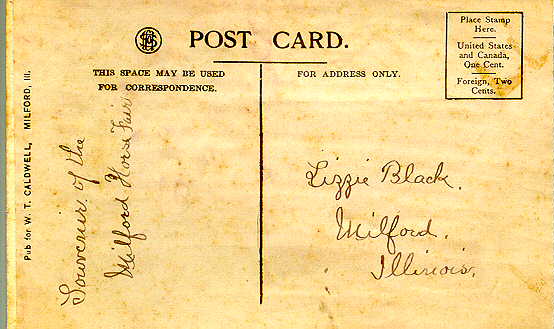 POST CARD.
Place Stamp
Here.
United States
and Canada,
One Cent.
Foreign, Two
Cents.
THIS SPACE MAY BE USED
FOR CORRESPONDENCE.
FOR ADDRESS ONLY.
Pub for W. T. CALDWELL, MILFORD, Ill.
Souvenir of the
Milford Horse Fair
Lizzie Black.
Milford.
Illinois.